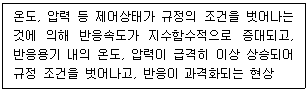 온도, 압력 등 제어상태가 규정의 조건을 벗어나는
것에 의해 반응속도가 지수함수적으로 증대되고,
반응용기 내의 온도, 압력이 급격히 이상 상승되어
규정 조건을 벗어나고, 반응이 과격화되는 현상